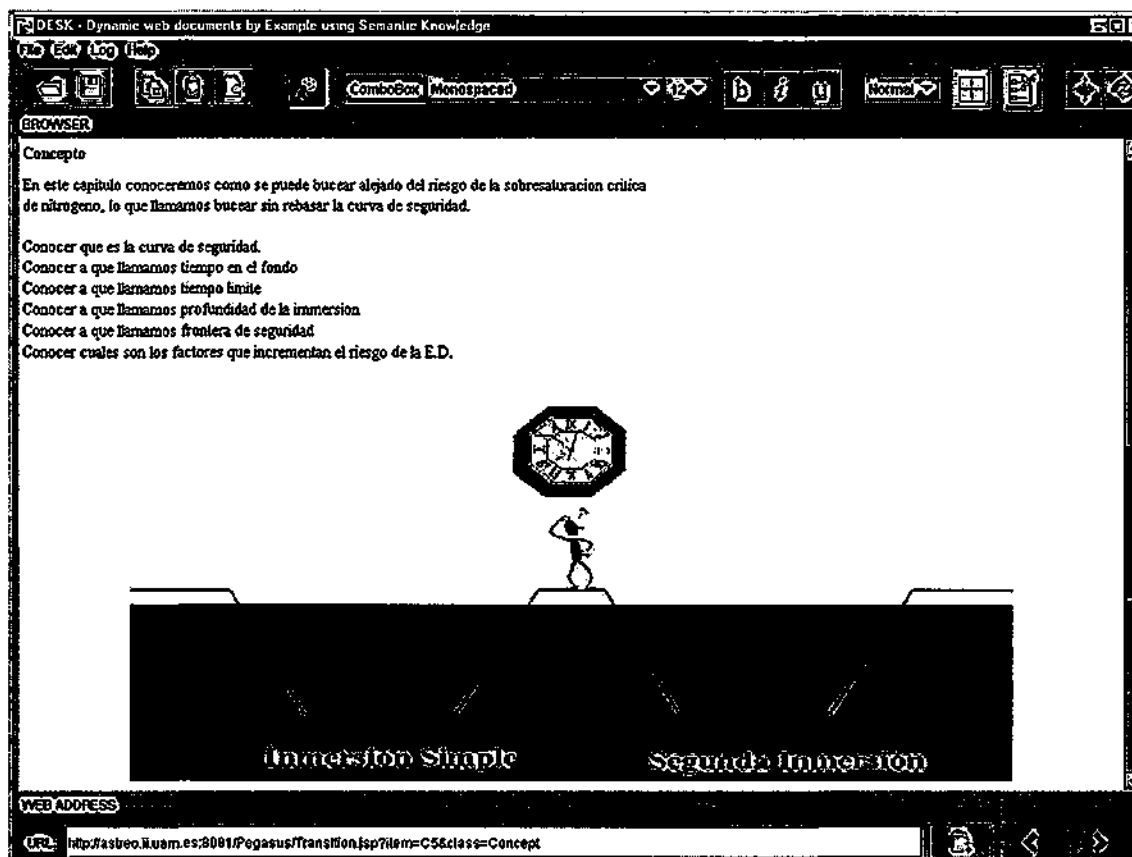 DESK - Dynamic web documents by Example using Semantic Knowledge
File Edit Log Help
ComboBox Monospaced 12 b i u Normal
BROWSER
Concepto
En este capitulo conoceremos como se puede bucear alejado del riesgo de la sobresaturacion critica
de nitrogeno, lo que llamamos bucear sin rebasar la curva de seguridad.
Conocer que es la curva de seguridad.
Conocer a que llamamos tiempo en el fondo
Conocer a que llamamos tiempo limite
Conocer a que llamamos profundidad de la inmersion
Conocer a que llamamos frontera de seguridad
Conocer cuales son los factores que incrementan el riesgo de la E.D.
Inmersion Simple Segunda Inmersion
WEB ADDRESS
URL: http://astreo.ii.uam.es:8081/Pegasus/Transition.jsp?item=C5&class=Concept